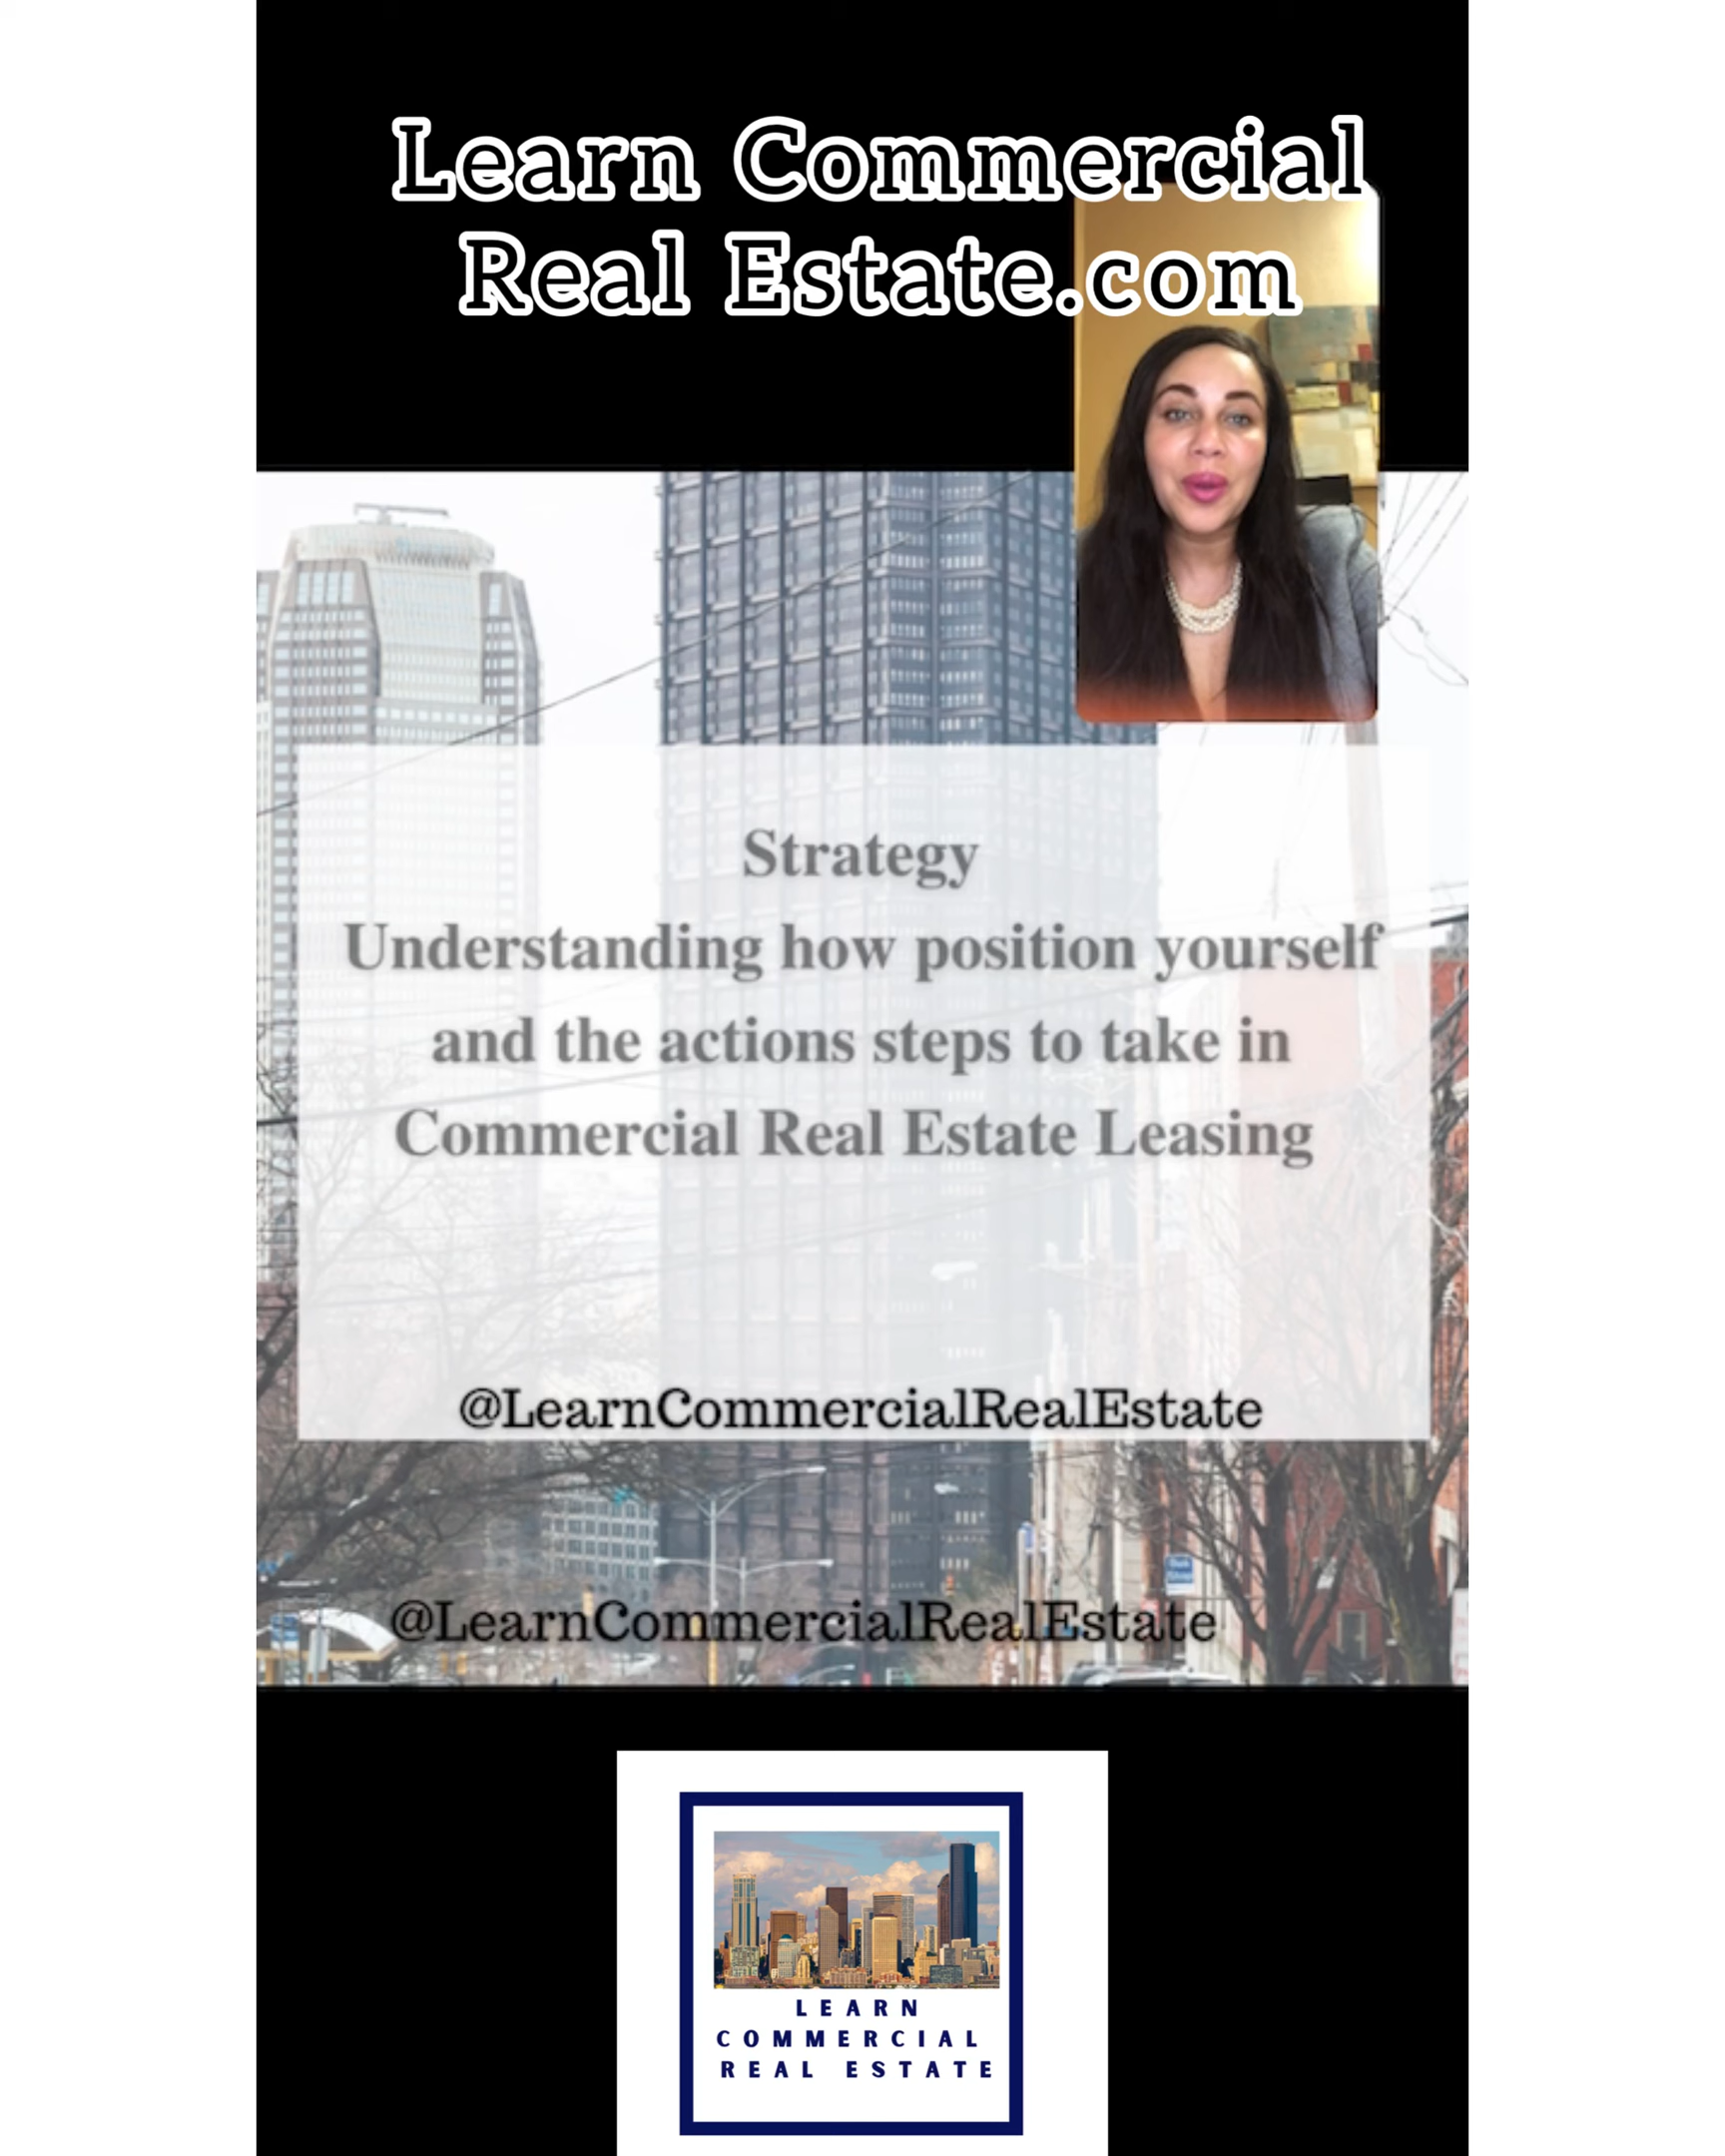 Learn Commercial
Real Estate.com
Strategy
Understanding how position yourself
and the actions steps to take in
Commercial Real Estate Leasing
@LearnCommercialRealEstate
@LearnCommercialRealEstate
LEARN
COMMERCIAL
REAL ESTATE